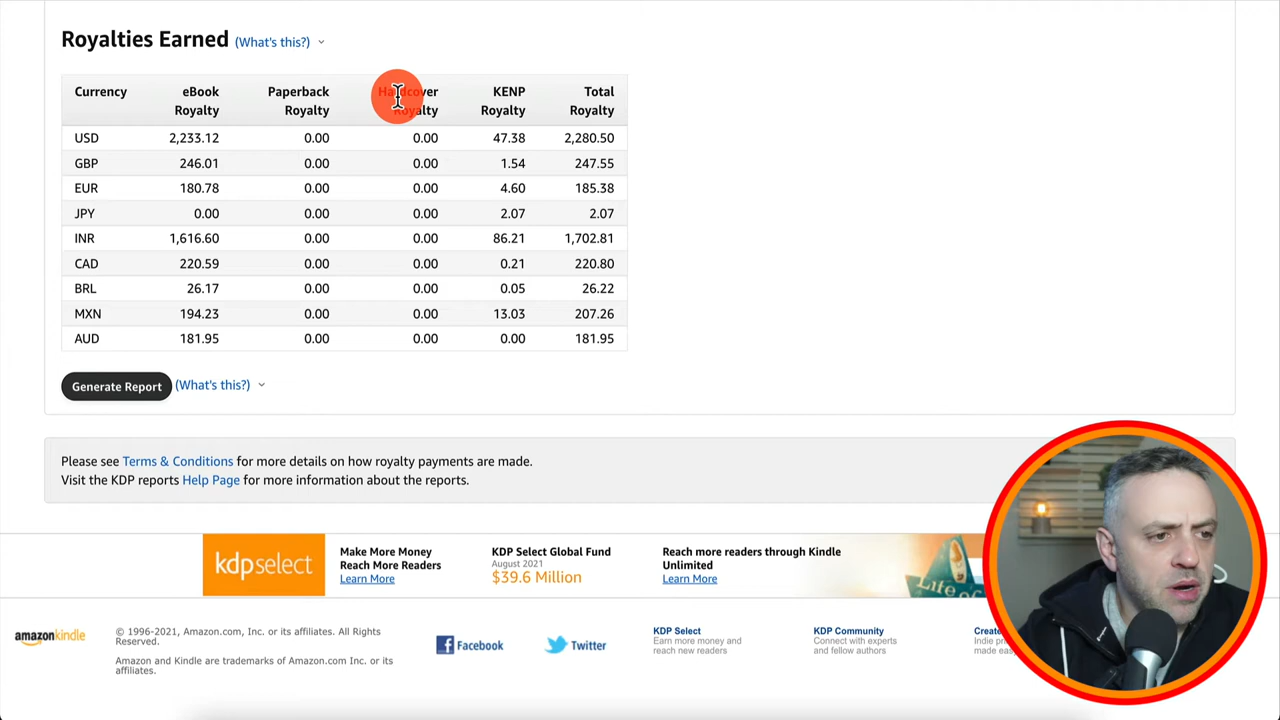 Royalties Earned (What's this?)
Currency eBook Royalty Paperback Royalty Hardcover Royalty KENP Royalty Total Royalty
USD 2,233.12 0.00 0.00 47.38 2,280.50
GBP 246.01 0.00 0.00 1.54 247.55
EUR 180.78 0.00 0.00 4.60 185.38
JPY 0.00 0.00 0.00 2.07 2.07
INR 1,616.60 0.00 0.00 86.21 1,702.81
CAD 220.59 0.00 0.00 0.21 220.80
BRL 26.17 0.00 0.00 0.05 26.22
MXN 194.23 0.00 0.00 13.03 207.26
AUD 181.95 0.00 0.00 0.00 181.95
Generate Report (What's this?)
Please see Terms & Conditions for more details on how royalty payments are made.
Visit the KDP reports Help Page for more information about the reports.
kdpselect
Make More Money
Reach More Readers
Learn More
KDP Select Global Fund
August 2021
$39.6 Million
Reach more readers through Kindle
Unlimited
Learn More
Life of
amazonkindle
© 1996-2021, Amazon.com, Inc. or its affiliates. All Rights
Reserved.
Amazon and Kindle are trademarks of Amazon.com Inc. or its
affiliates.
Facebook
Twitter
KDP Select
Earn more money and
reach new readers
KDP Community
Connect with experts
and fellow authors
Create
Indie
made